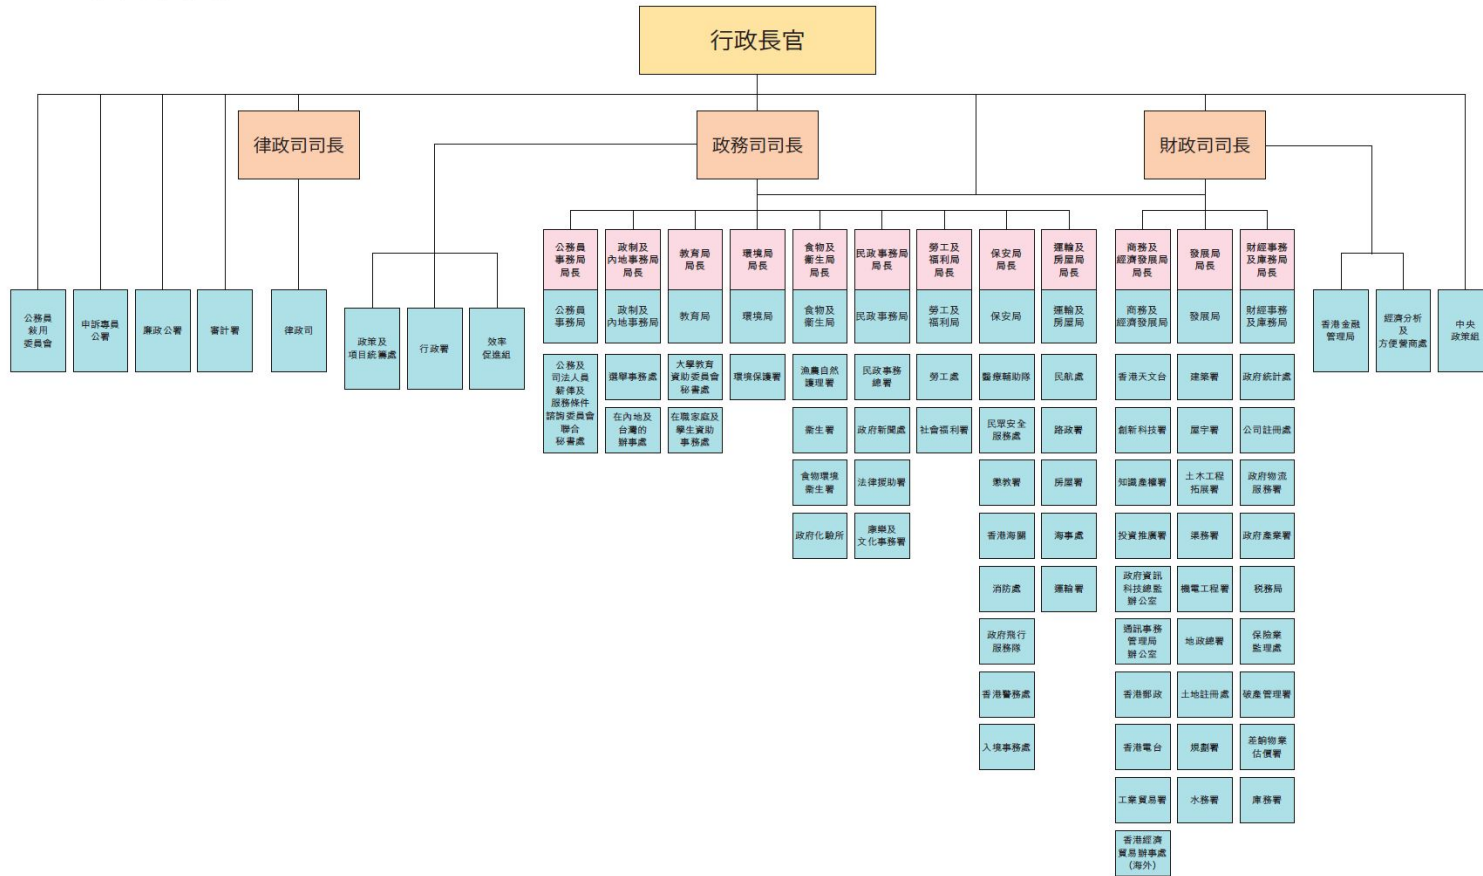 行政長官
律政司司長
政務司司長
財政司司長
公務員
事務局
局長
政制及
內地事務局
局長
教育局
局長
環境局
局長
食物及
衞生局
局長
民政事務局
局長
勞工及
福利局
局長
保安局
局長
運輸及
房屋局
局長
商務及
經濟發展局
局長
發展局
局長
財經事務
及庫務局
局長
公務員
敍用
委員會
申訴專員
公署
廉政公署
審計署
律政司
政策及
項目統籌處
行政署
效率
促進組
公務員
事務局
政制及
內地事務局
教育局
環境局
食物及
衞生局
民政事務局
勞工及
福利局
保安局
運輸及
房屋局
商務及
經濟發展局
發展局
財經事務
及庫務局
香港金融
管理局
經濟分析
及
方便營商處
中央
政策組
公務及
司法人員
薪俸及
服務條件
諮詢委員會
聯合
秘書處
選舉事務處
在內地及
台灣的
辦事處
大學教育
資助委員會
秘書處
在職家庭及
學生資助
事務處
環境保護署
漁農自然
護理署
衞生署
食物環境
衞生署
政府化驗所
民政事務
總署
政府新聞處
法律援助署
康樂及
文化事務署
勞工處
社會福利署
醫療輔助隊
民眾安全
服務處
懲教署
香港海關
消防處
政府飛行
服務隊
香港警務處
入境事務處
民航處
路政署
房屋署
海事處
運輸署
香港天文台
創新科技署
知識產權署
投資推廣署
政府資訊
科技總監
辦公室
通訊事務
管理局
辦公室
香港郵政
香港電台
工業貿易署
香港經濟
貿易辦事處
(海外)
建築署
屋宇署
土木工程
拓展署
渠務署
機電工程署
地政總署
土地註冊處
規劃署
水務署
政府統計處
公司註冊處
政府物流
服務署
政府產業署
税務局
保險業
監理處
破產管理署
差餉物業
估價署
庫務署